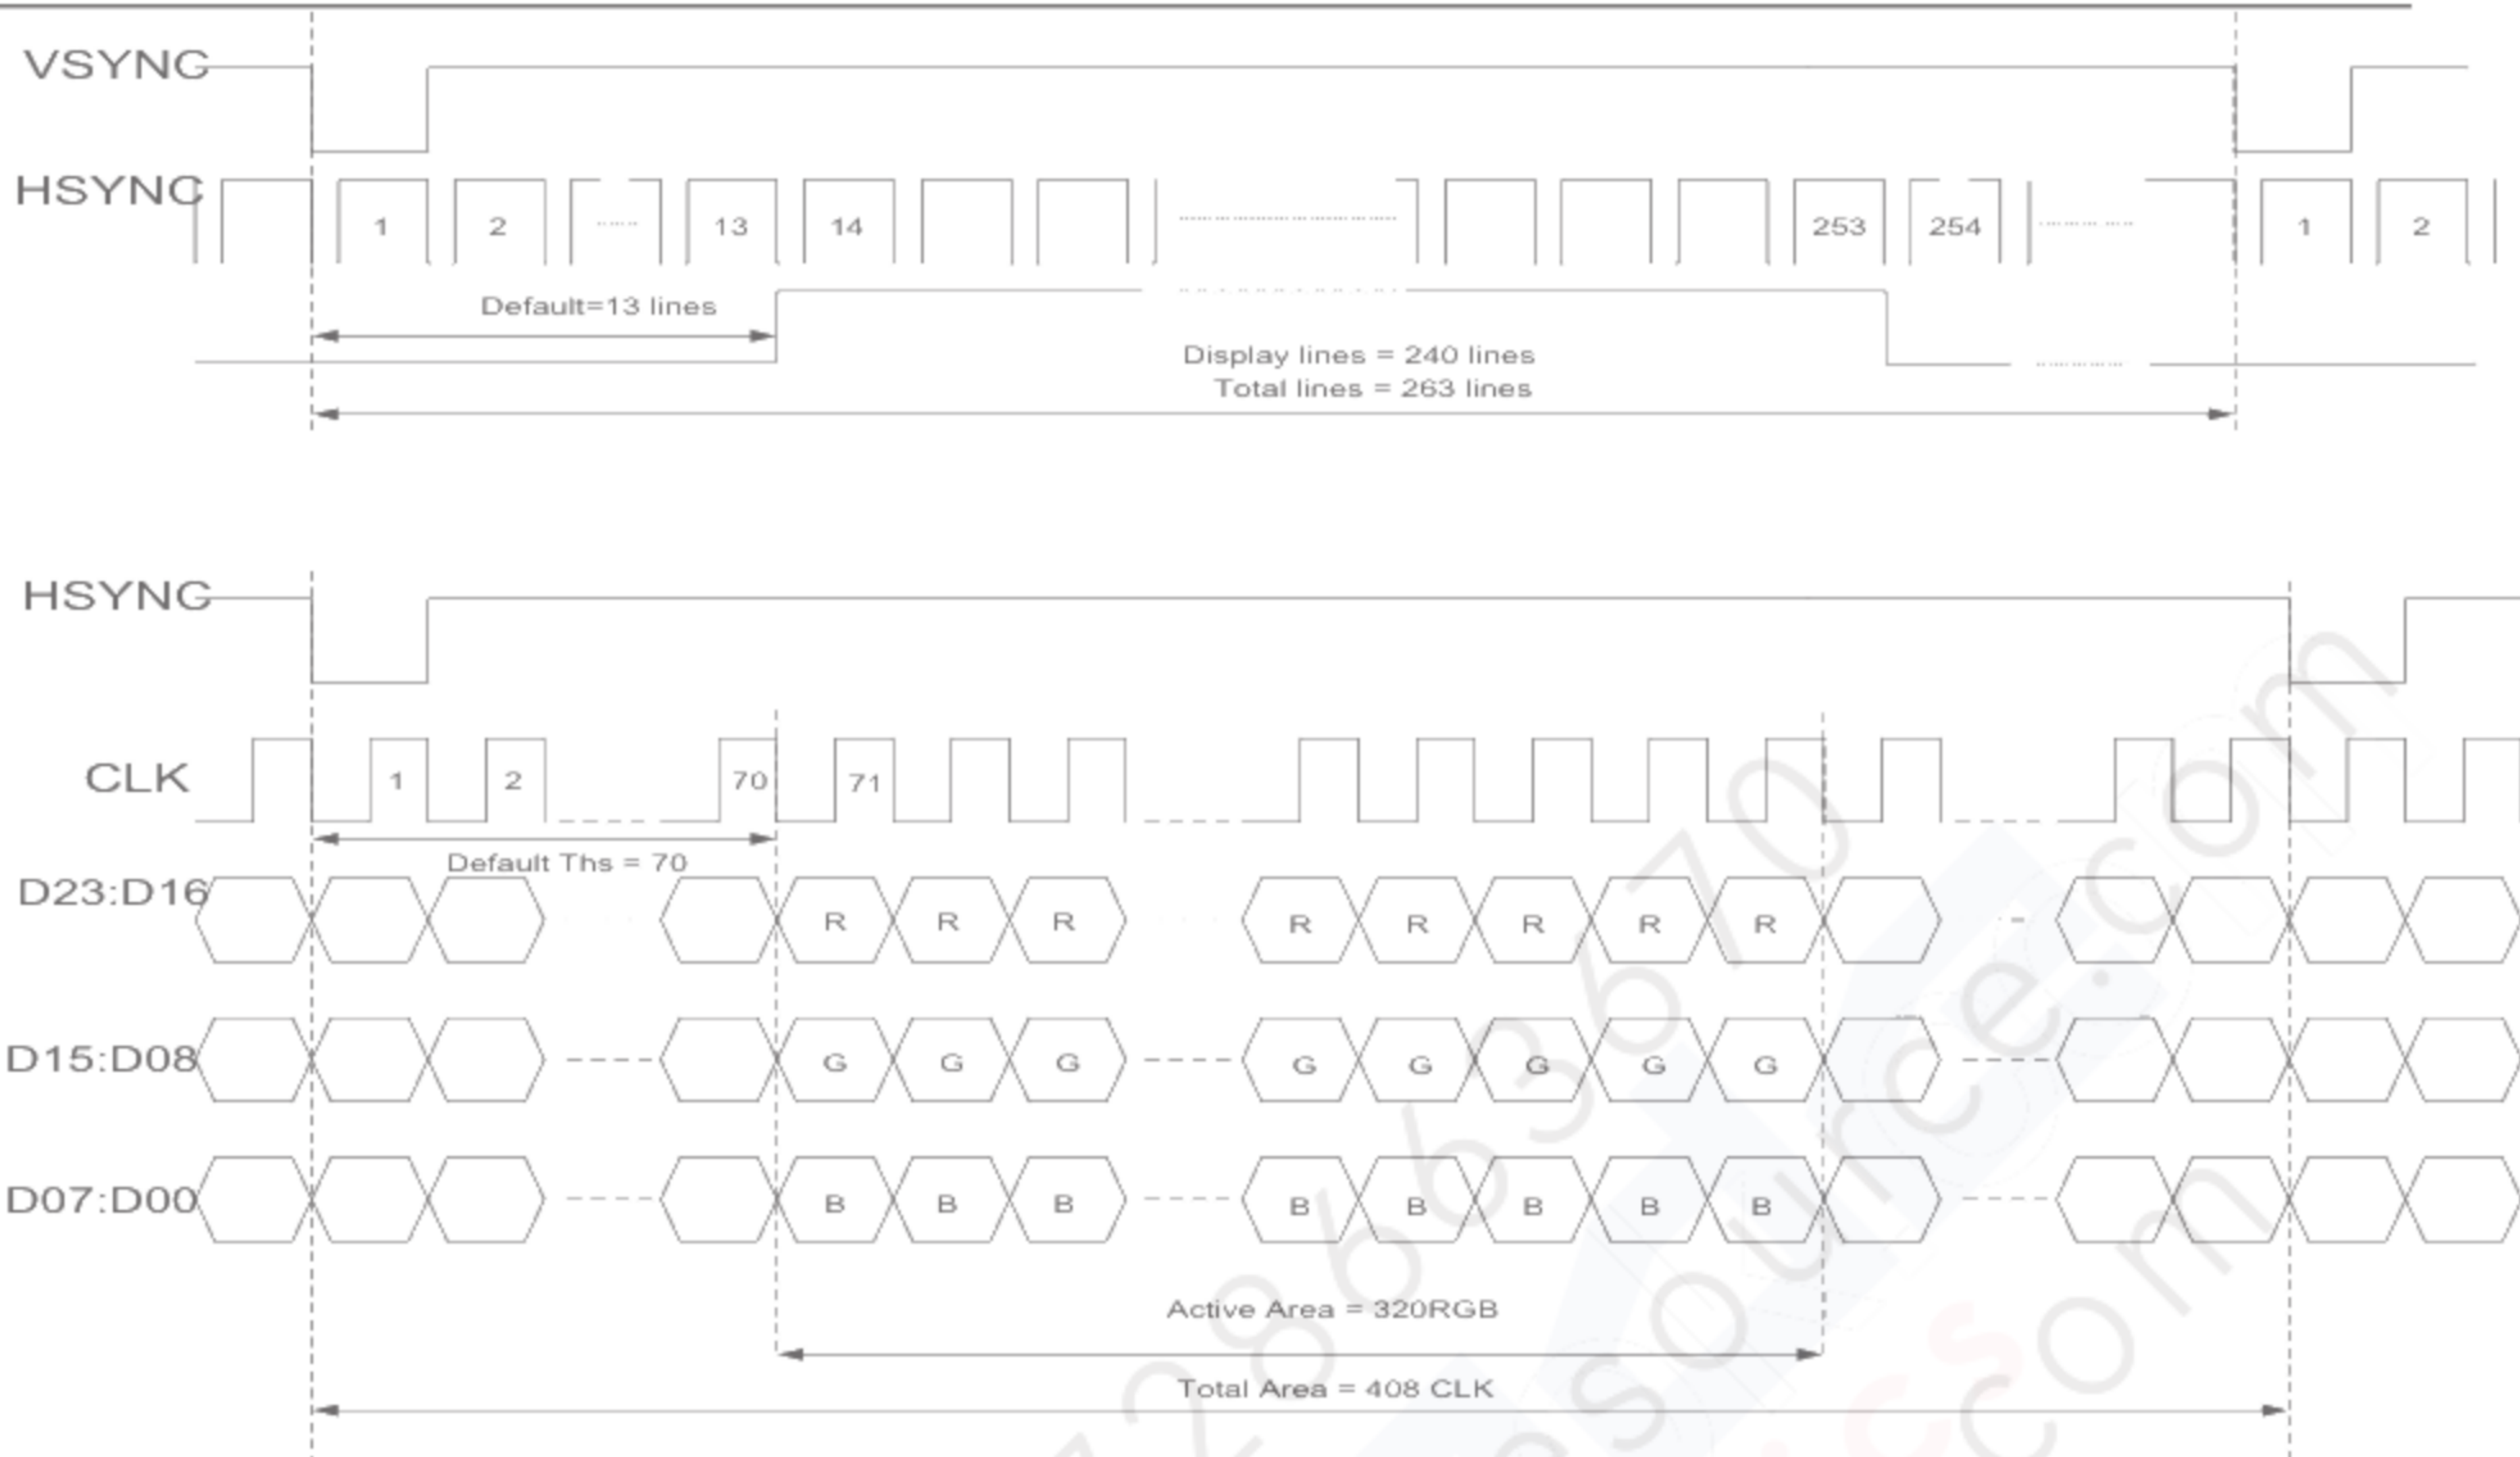 VSYNC
HSYNC
1 2 ...... 13 14 253 254 1 2
Default=13 lines
Display lines = 240 lines
Total lines = 263 lines
HSYNC
CLK
1 2 70 71
Default Ths = 70
D23:D16
R R R R R R R R
D15:D08
G G G G G G G G
D07:D00
B B B B B B B B
Active Area = 320RGB
Total Area = 408 CLK